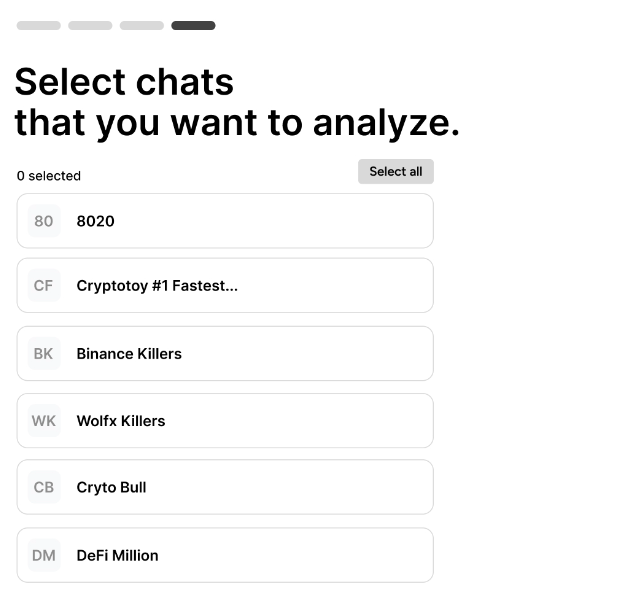 Select chats
that you want to analyze.
0 selected
Select all
80 8020
CF Cryptotoy #1 Fastest...
BK Binance Killers
WK Wolfx Killers
CB Cryto Bull
DM DeFi Million